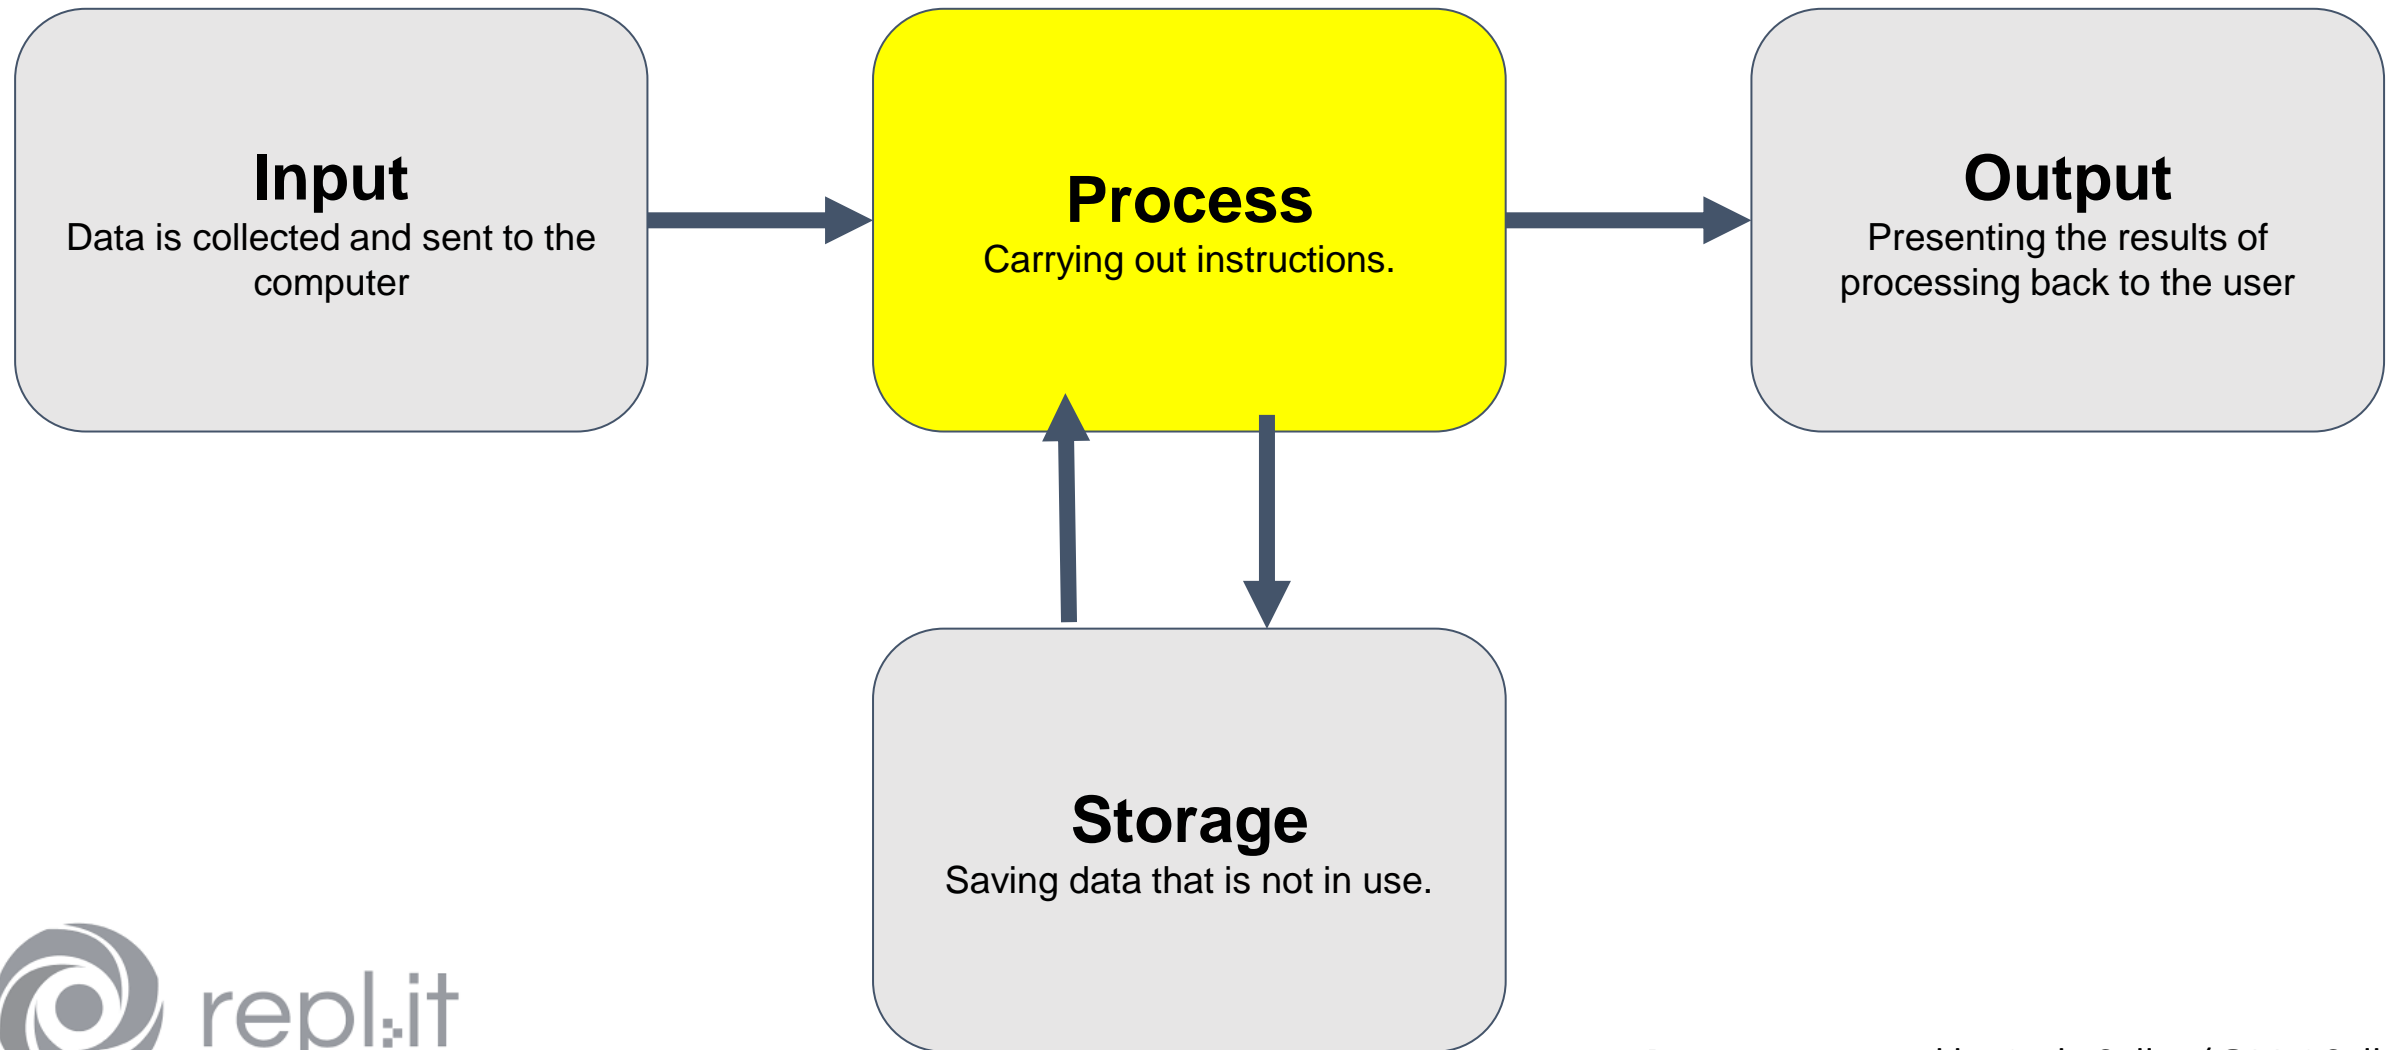 Input
Data is collected and sent to the
computer
Process
Carrying out instructions.
Output
Presenting the results of
processing back to the user
Storage
Saving data that is not in use.
repl.it